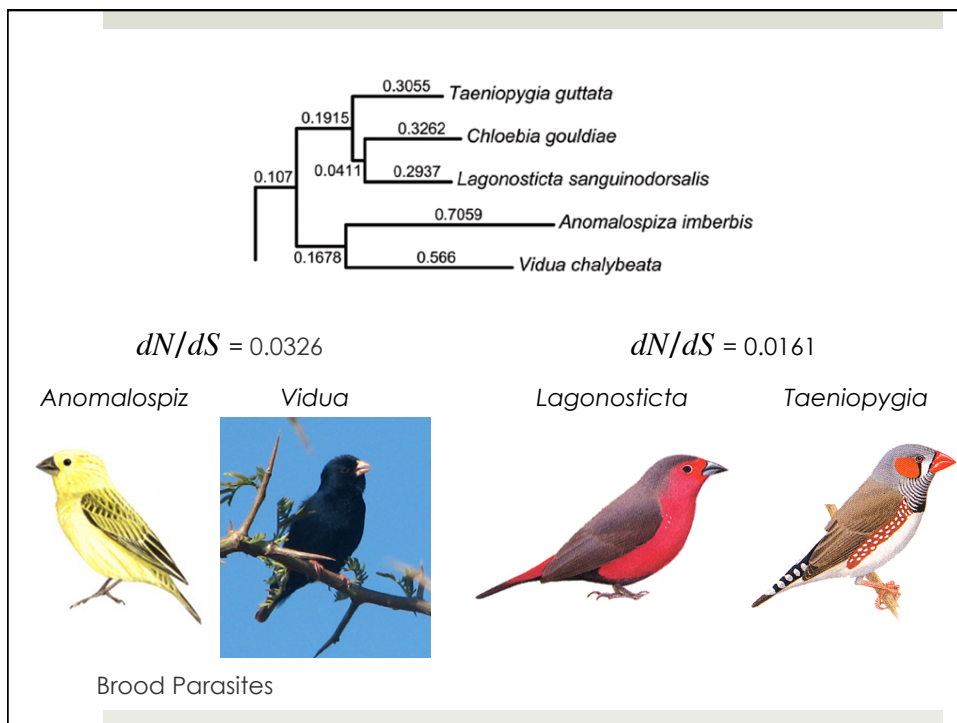 0.3055
Taeniopygia guttata
0.1915
0.3262
Chloebia gouldiae
0.0411
0.2937
Lagonosticta sanguinodorsalis
0.107
0.7059
Anomalospiza imberbis
0.1678
0.566
Vidua chalybeata
dN/dS = 0.0326
dN/dS = 0.0161
Anomalospiz
Vidua
Lagonosticta
Taeniopygia
Brood Parasites